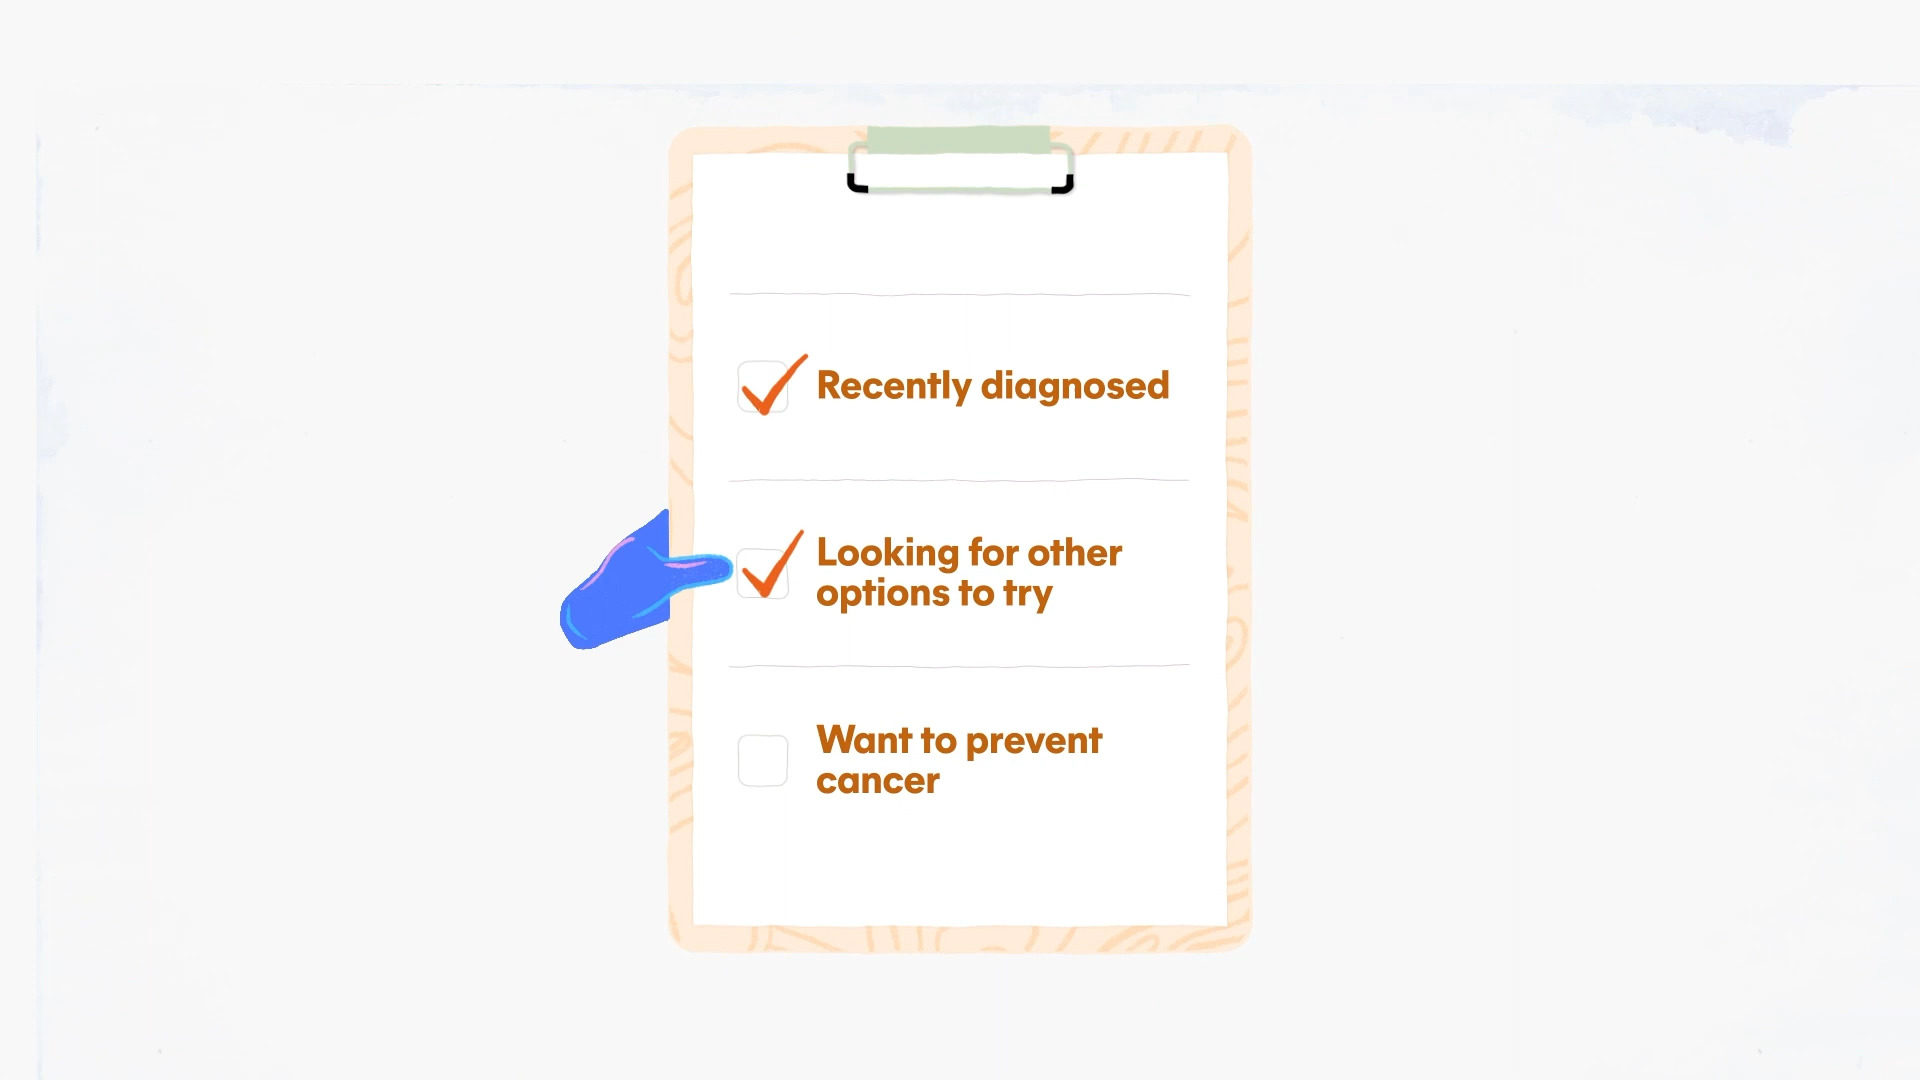 Recently diagnosed
Looking for other
options to try
Want to prevent
cancer